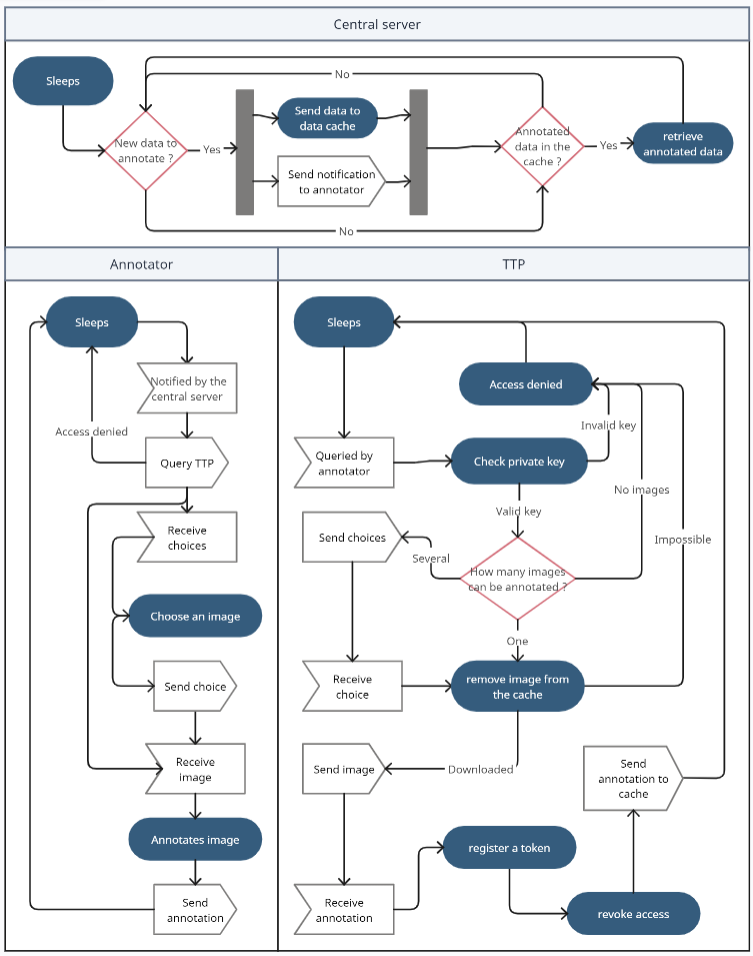 Central server
Sleeps
No
New data to
annotate ?
Yes
Send data to
data cache
Send notification
to annotator
Annotated
data in the
cache ?
Yes
retrieve
annotated data
No
Annotator
TTP
Sleeps
Notified by the
central server
Access denied
Query TTP
Receive
choices
Choose an image
Send choice
Receive
image
Annotates image
Send
annotation
Sleeps
Access denied
Invalid key
Queried by
annotator
Check private key
No images
Valid key
Send choices
Several
Impossible
How many images
can be annotated ?
One
Receive
choice
remove image from
the cache
Send image
Downloaded
Send
annotation to
cache
register a token
Receive
annotation
revoke access